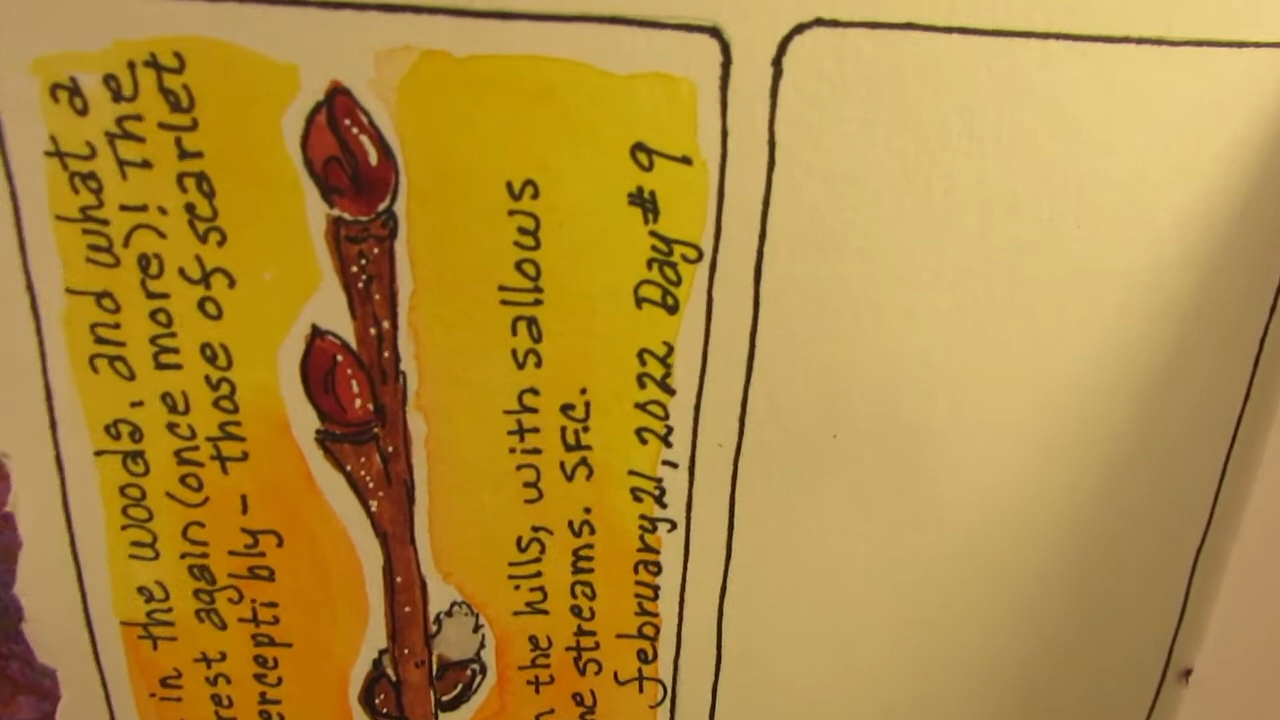 in the woods, and what a
rest again (once more)! The
erceptibly - those of scarlet
the hills, with sallows
streams. S.F.C.
february 21, 2022 Day #9